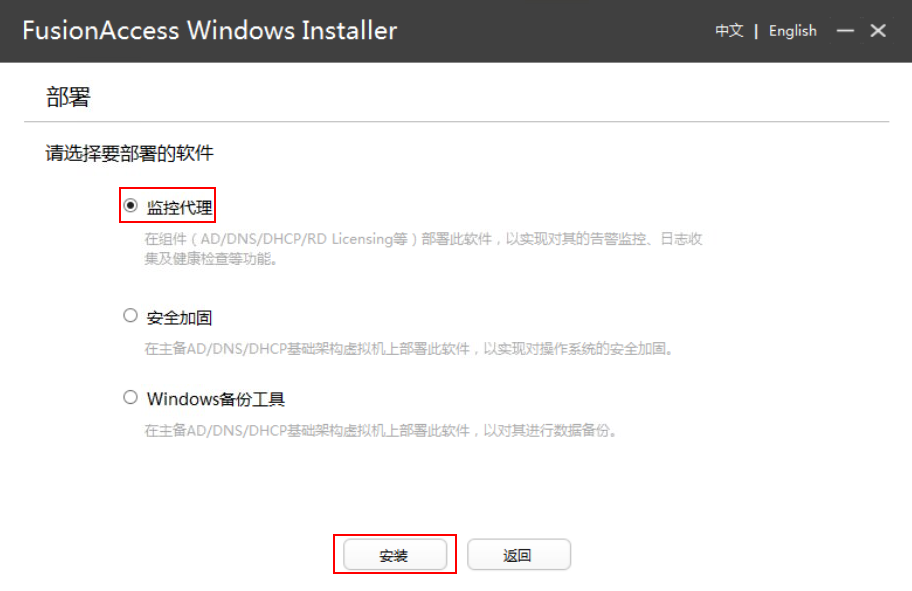 FusionAccess Windows Installer
中文 | English
部署
请选择要部署的软件
监控代理
在组件（AD/DNS/DHCP/RD Licensing等）部署此软件，以实现对其的告警监控、日志收
集及健康检查等功能。
安全加固
在主备AD/DNS/DHCP基础架构虚拟机上部署此软件，以实现对操作系统的安全加固。
Windows备份工具
在主备AD/DNS/DHCP基础架构虚拟机上部署此软件，以对其进行数据备份。
安装 返回